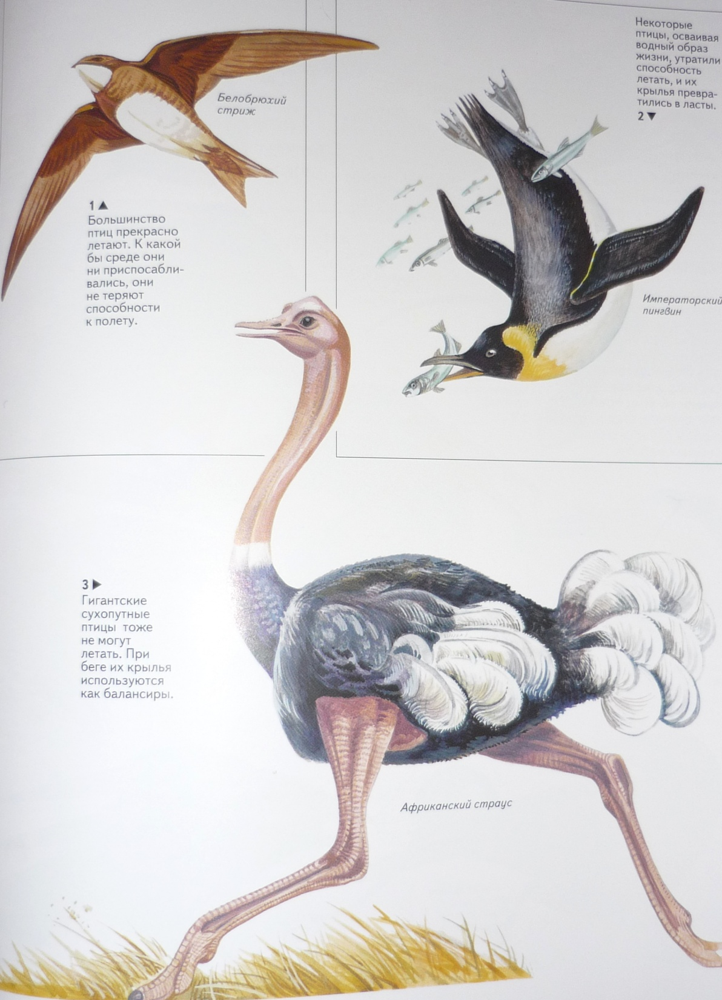 Белобрюхий
стриж
1▲
Большинство
птиц прекрасно
летают. К какой
бы среде они
ни приспосабли-
вались, они
не теряют
способности
к полету.
Некоторые
птицы, осваивая
водный образ
жизни, утратили
способность
летать, и их
крылья превра-
тились в ласты.
2▼
Императорский
пингвин
3►
Гигантские
сухопутные
птицы тоже
не могут
летать. При
беге их крылья
используются
как балансиры.
Африканский страус